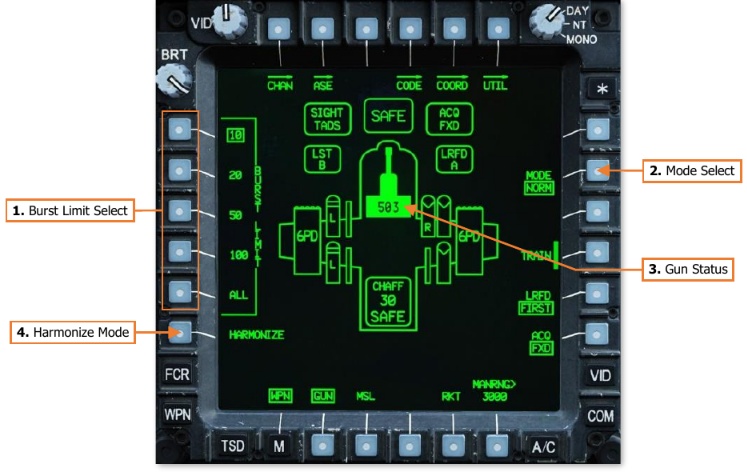 VID
DAY
NT
MONO
BRT
CHAN
ASE
CODE
COORD
UTIL
*
SIGHT
TADS
SAFE
ACQ
FXD
10
LST
B
LRFD
A
20
BURST LIMIT
MODE
NORM
2. Mode Select
1. Burst Limit Select
50
503
L
R
6PD
6PD
100
L
TRAIN
3. Gun Status
CHAFF
30
SAFE
ALL
LRFD
FIRST
4. Harmonize Mode
HARMONIZE
ACQ
FXD
FCR
VID
WPN
WPN
GUN
MSL
RKT
MANRNG>
3000
COM
TSD
M
A/C